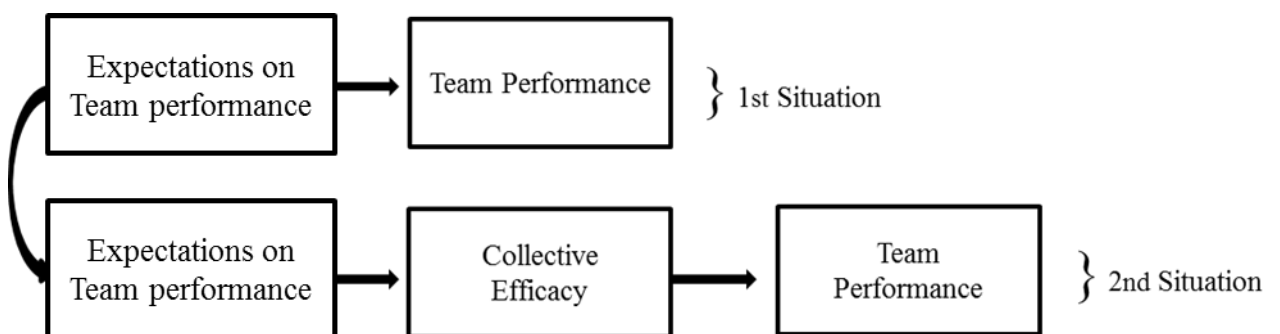 Expectations on
Team performance
Team Performance
} 1st Situation
Expectations on
Team performance
Collective
Efficacy
Team
Performance
} 2nd Situation